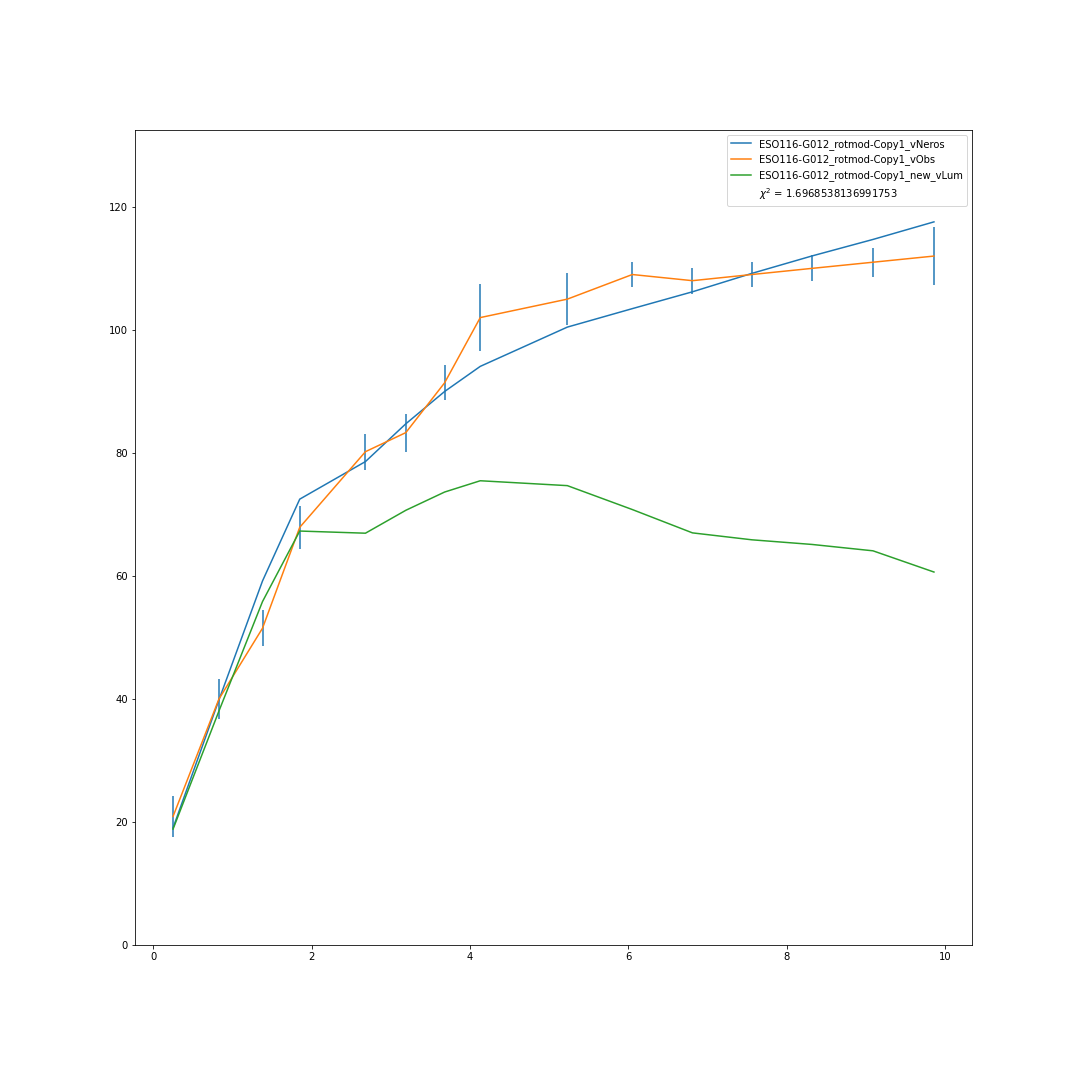 ESO116-G012_rotmod-Copy1_vNeros
ESO116-G012_rotmod-Copy1_vObs
ESO116-G012_rotmod-Copy1_new_vLum
χ² = 1.6968538136991753
120
100
80
60
40
20
0
0 2 4 6 8 10